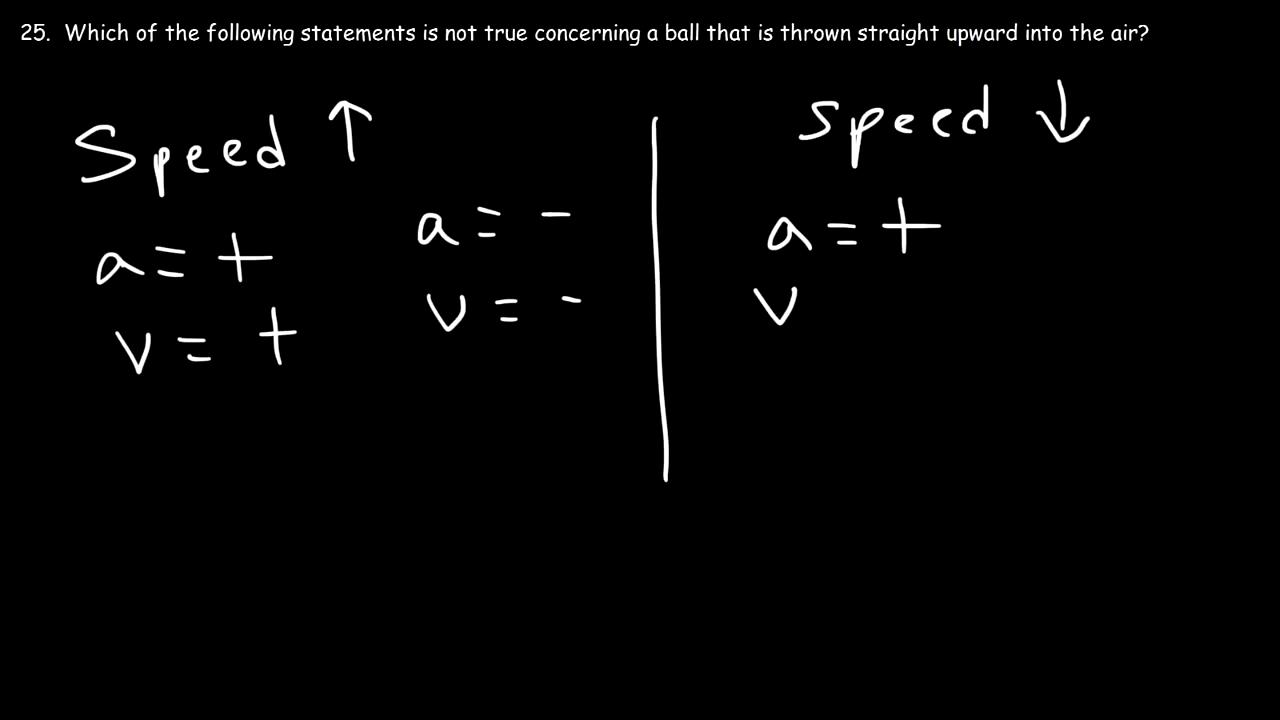 25. Which of the following statements is not true concerning a ball that is thrown straight upward into the air?
Speed ↑
a = +
v = +
a = -
v = -
speed ↓
a = +
v